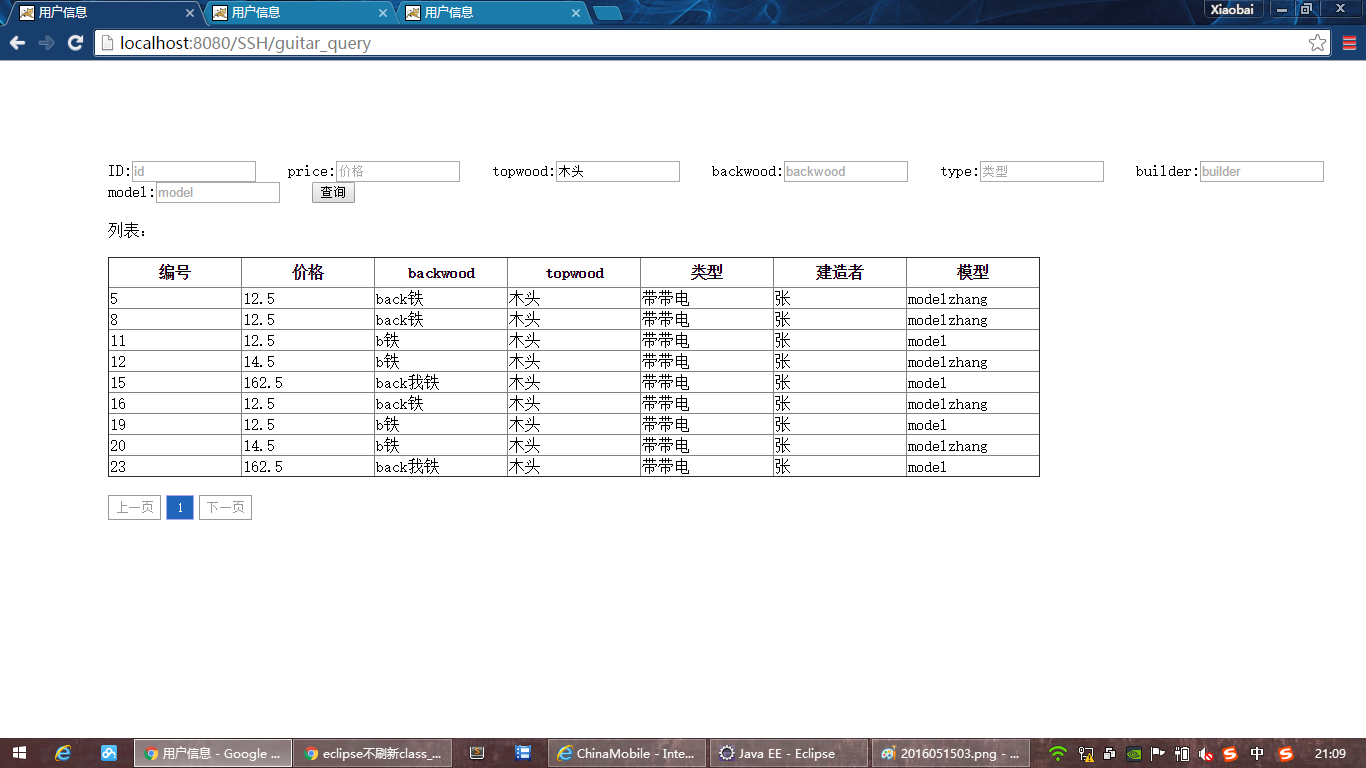 用户信息 用户信息 用户信息 Xiaobai
localhost:8080/SSH/guitar_query
ID: id price: 价格 topwood: 木头 backwood: backwood type: 类型 builder: builder
model: model 查询
列表:
编号 价格 backwood topwood 类型 建造者 模型
5 12.5 back铁 木头 带带电 张 modelzhang
8 12.5 back铁 木头 带带电 张 modelzhang
11 12.5 b铁 木头 带带电 张 model
12 14.5 b铁 木头 带带电 张 modelzhang
15 162.5 back我铁 木头 带带电 张 model
16 12.5 back铁 木头 带带电 张 modelzhang
19 12.5 b铁 木头 带带电 张 model
20 14.5 b铁 木头 带带电 张 modelzhang
23 162.5 back我铁 木头 带带电 张 model
上一页 1 下一页
用户信息 - Google ... eclipse不刷新class_... ChinaMobile - Inte... Java EE - Eclipse 2016051503.png - ... 中 21:09